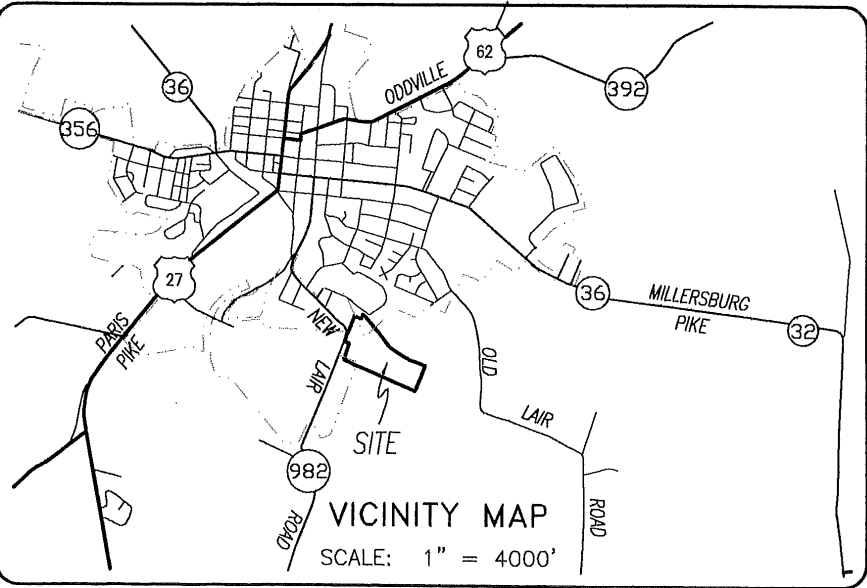 62
ODDVILLE
392
36
356
27
36
MILLERSBURG
PIKE
32
PARIS
PIKE
NEW
LAIR
ROAD
OLD
LAIR
ROAD
SITE
982
VICINITY MAP
SCALE: 1" = 4000'